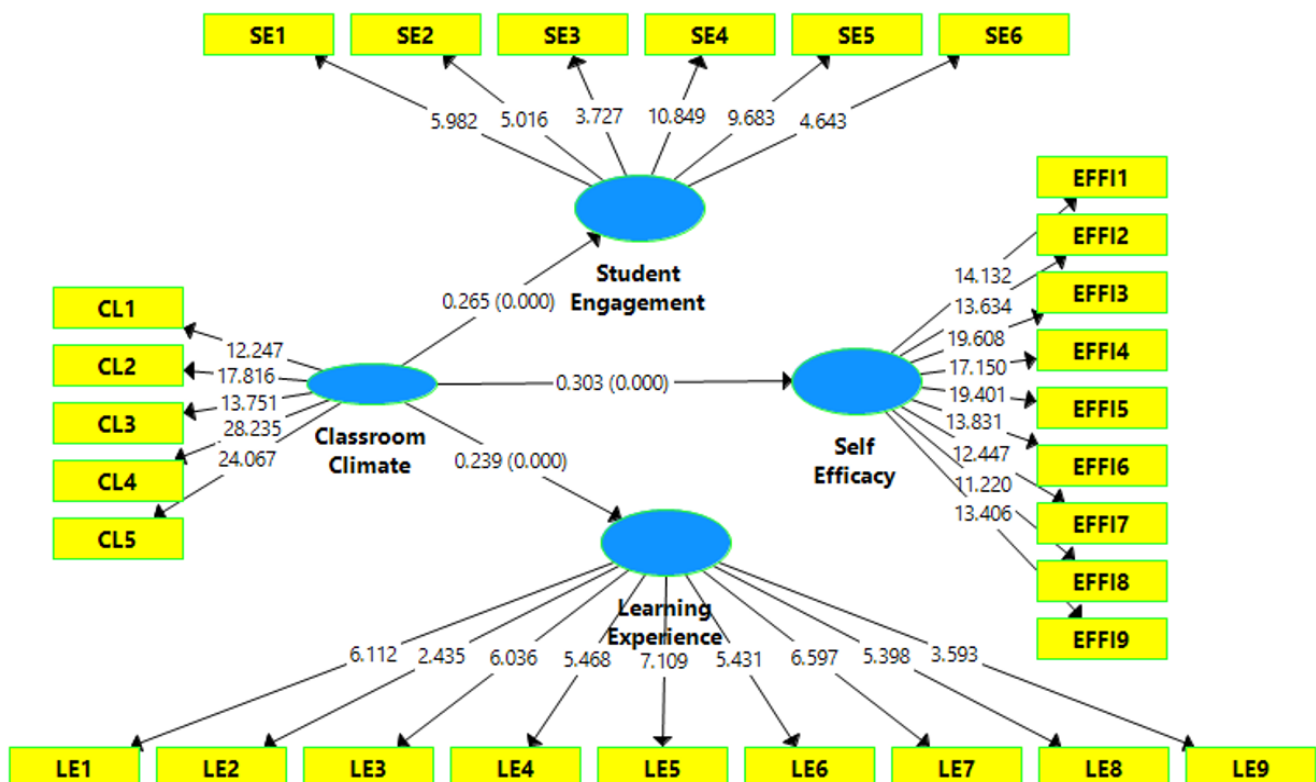 SE1 SE2 SE3 SE4 SE5 SE6
5.982 5.016 3.727 10.849 9.683 4.643
Student
Engagement
0.265 (0.000)
CL1
CL2
CL3
CL4
CL5
12.247
17.816
13.751
28.235
24.067
Classroom
Climate
0.303 (0.000)
0.239 (0.000)
Self
Efficacy
14.132
13.634
19.608
17.150
19.401
13.831
12.447
11.220
13.406
EFFI1
EFFI2
EFFI3
EFFI4
EFFI5
EFFI6
EFFI7
EFFI8
EFFI9
Learning
Experience
6.112 2.435 6.036 5.468 7.109 5.431 6.597 5.398 3.593
LE1 LE2 LE3 LE4 LE5 LE6 LE7 LE8 LE9